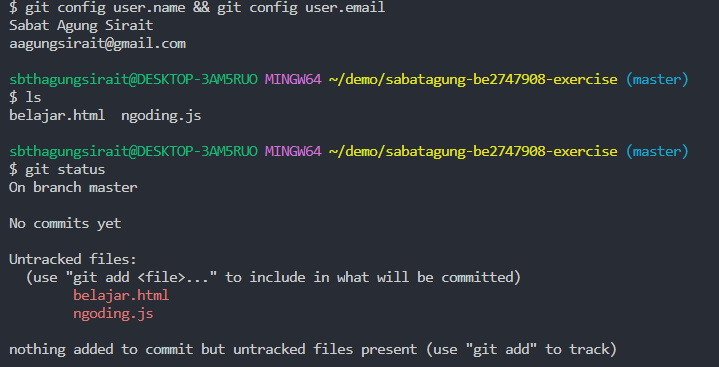 $ git config user.name && git config user.email
Sabat Agung Sirait
aagungsirait@gmail.com
sbthagungsirait@DESKTOP-3AM5RUO MINGW64 ~/demo/sabatagung-be2747908-exercise (master)
$ ls
belajar.html  ngoding.js
sbthagungsirait@DESKTOP-3AM5RUO MINGW64 ~/demo/sabatagung-be2747908-exercise (master)
$ git status
On branch master
No commits yet
Untracked files:
  (use "git add <file>..." to include in what will be committed)
        belajar.html
        ngoding.js
nothing added to commit but untracked files present (use "git add" to track)